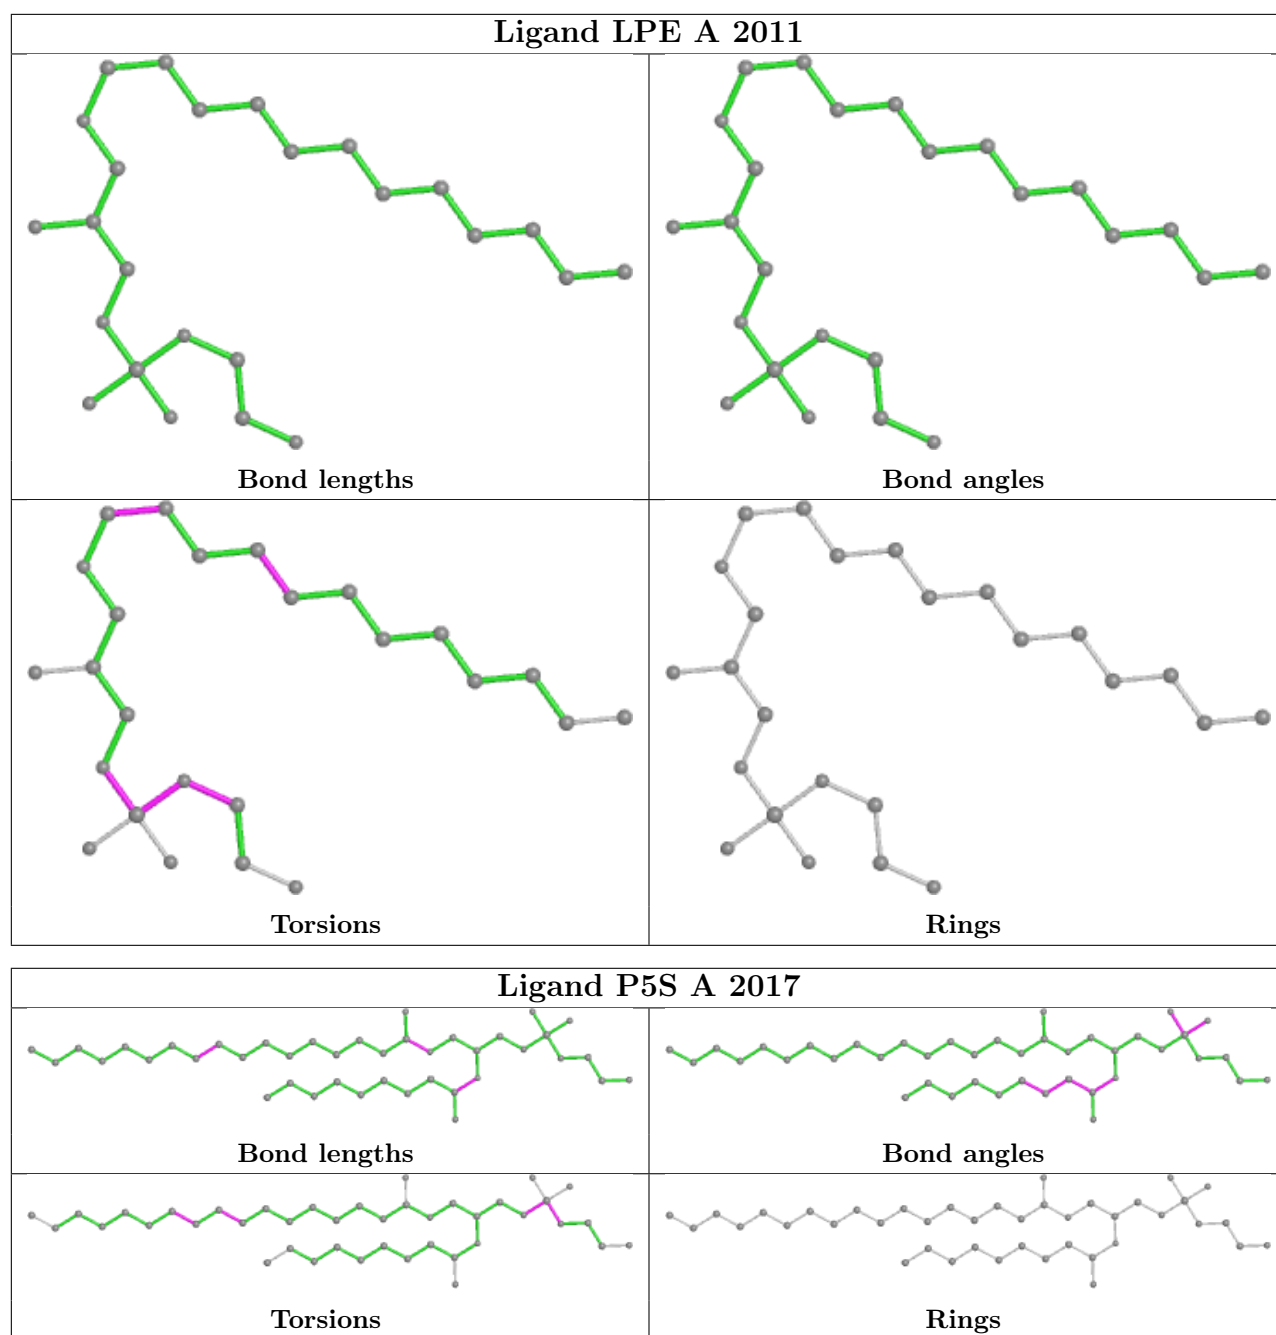 Ligand LPE A 2011
Bond lengths
Bond angles
Torsions
Rings
Ligand P5S A 2017
Bond lengths
Bond angles
Torsions
Rings